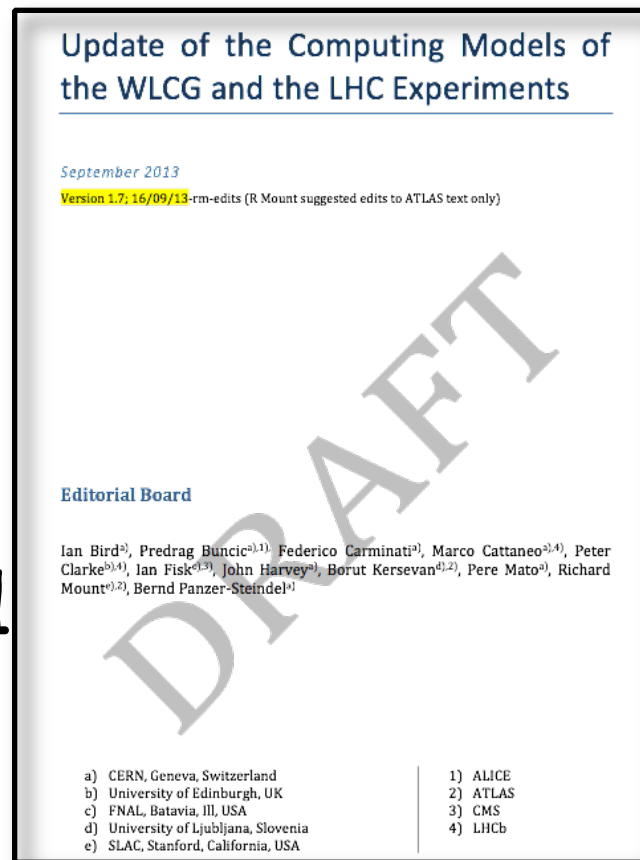 Update of the Computing Models of
the WLCG and the LHC Experiments
September 2013
Version 1.7; 16/09/13-rm-edits (R Mount suggested edits to ATLAS text only)
DRAFT
Editorial Board
Ian Birdᵃ⁾, Predrag Buncicᵃ⁾,¹⁾, Federico Carminatiᵃ⁾, Marco Cattaneoᵃ⁾,⁴⁾, Peter
Clarkeᵇ⁾,⁴⁾, Ian Fiskᶜ⁾,³⁾, John Harveyᵃ⁾, Borut Kersevanᵈ⁾,²⁾, Pere Matoᵃ⁾, Richard
Mountᵉ⁾,²⁾, Bernd Panzer-Steindelᵃ⁾
a) CERN, Geneva, Switzerland
b) University of Edinburgh, UK
c) FNAL, Batavia, Ill, USA
d) University of Ljubljana, Slovenia
e) SLAC, Stanford, California, USA
1) ALICE
2) ATLAS
3) CMS
4) LHCb